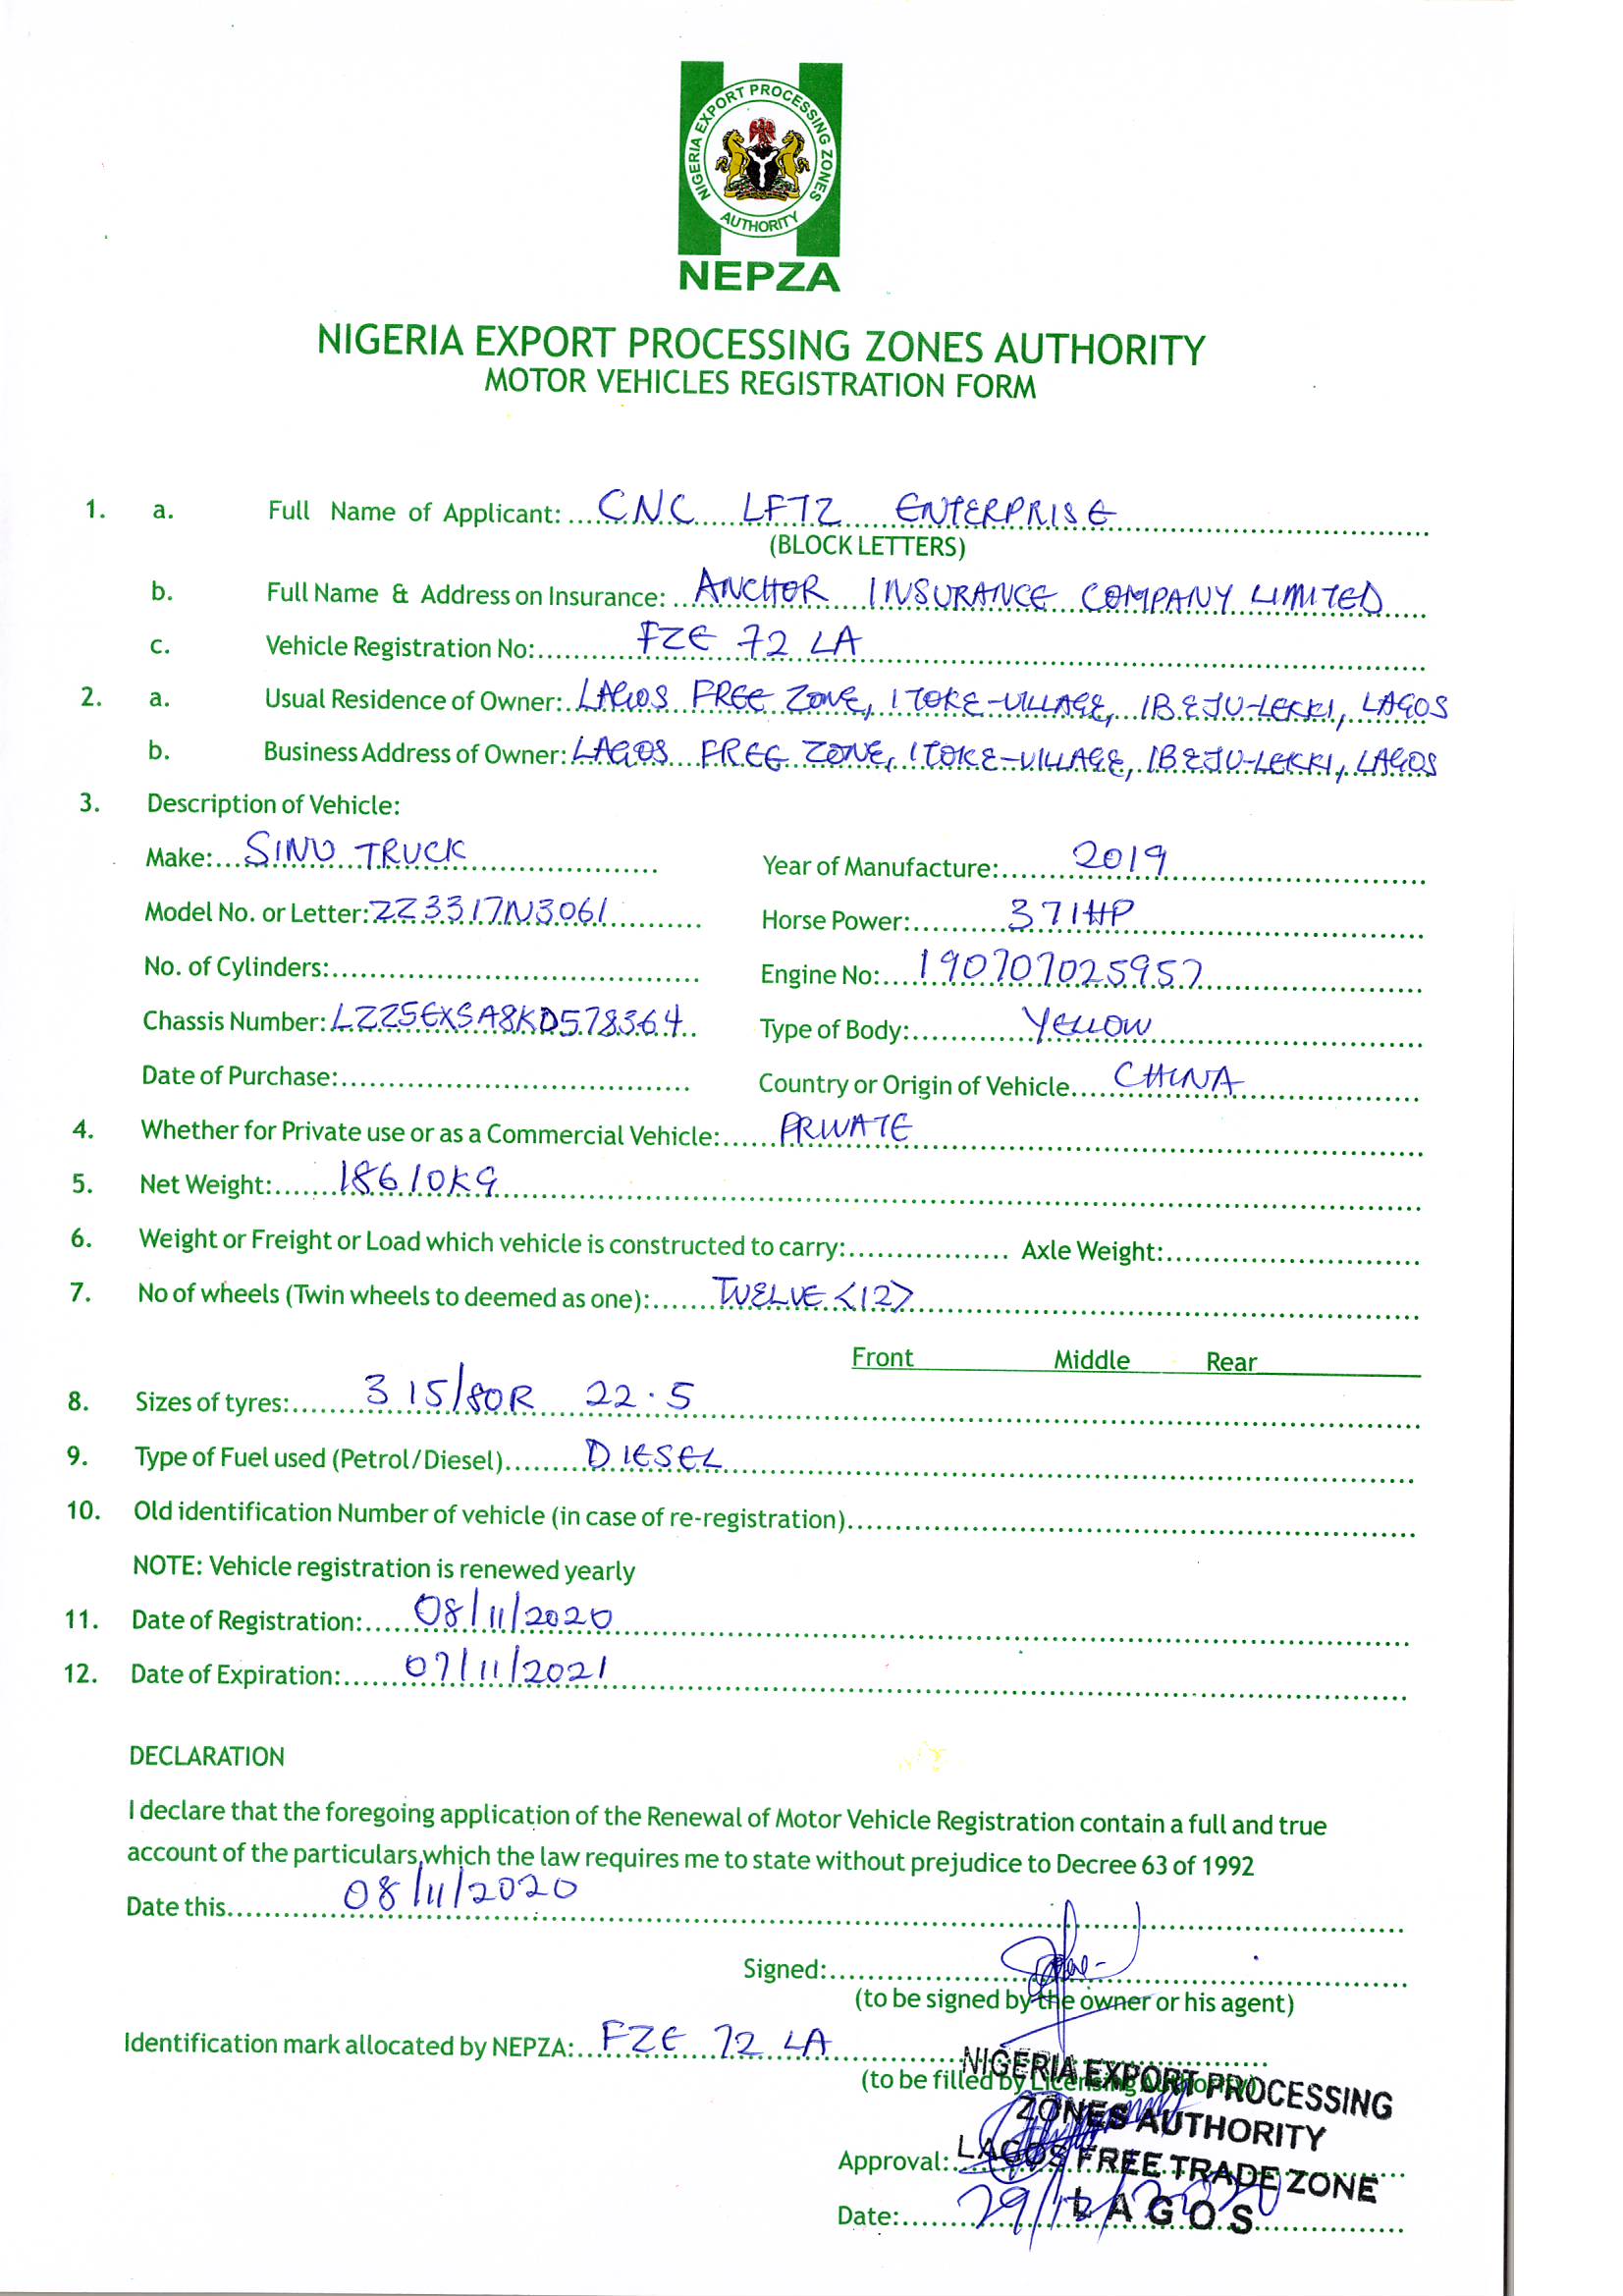 NIGERIA EXPORT PROCESSING ZONES
AUTHORITY
NEPZA
NIGERIA EXPORT PROCESSING ZONES AUTHORITY
MOTOR VEHICLES REGISTRATION FORM
1. a. Full Name of Applicant: CNC LFTZ ENTERPRISE
(BLOCK LETTERS)
b. Full Name & Address on Insurance: ANCHOR INSURANCE COMPANY LIMITED
c. Vehicle Registration No: FZE 72 LA
2. a. Usual Residence of Owner: LAGOS FREE ZONE, ITOKE-VILLAGE, IBEJU-LEKKI, LAGOS
b. Business Address of Owner: LAGOS FREE ZONE, ITOKE-VILLAGE, IBEJU-LEKKI, LAGOS
3. Description of Vehicle:
Make: SINO TRUCK Year of Manufacture: 2019
Model No. or Letter: ZZ3317N3061 Horse Power: 371HP
No. of Cylinders: Engine No: 190707025957
Chassis Number: LZZ5EXSA8KD578364 Type of Body: YELLOW
Date of Purchase: Country or Origin of Vehicle CHINA
4. Whether for Private use or as a Commercial Vehicle: PRIVATE
5. Net Weight: 18610KG
6. Weight or Freight or Load which vehicle is constructed to carry: Axle Weight:
7. No of wheels (Twin wheels to deemed as one): TWELVE <12>
Front Middle Rear
8. Sizes of tyres: 315/80R 22.5
9. Type of Fuel used (Petrol/Diesel) DIESEL
10. Old identification Number of vehicle (in case of re-registration)
NOTE: Vehicle registration is renewed yearly
11. Date of Registration: 08/11/2020
12. Date of Expiration: 07/11/2021
DECLARATION
I declare that the foregoing application of the Renewal of Motor Vehicle Registration contain a full and true
account of the particulars,which the law requires me to state without prejudice to Decree 63 of 1992
Date this 08/11/2020
Signed:
(to be signed by the owner or his agent)
Identification mark allocated by NEPZA: FZE 72 LA
(to be filled by Licensing Authority)
NIGERIA EXPORT PROCESSING
ZONES AUTHORITY
Approval:
LAGOS FREE TRADE ZONE
Date: 29/12/2020
LAGOS